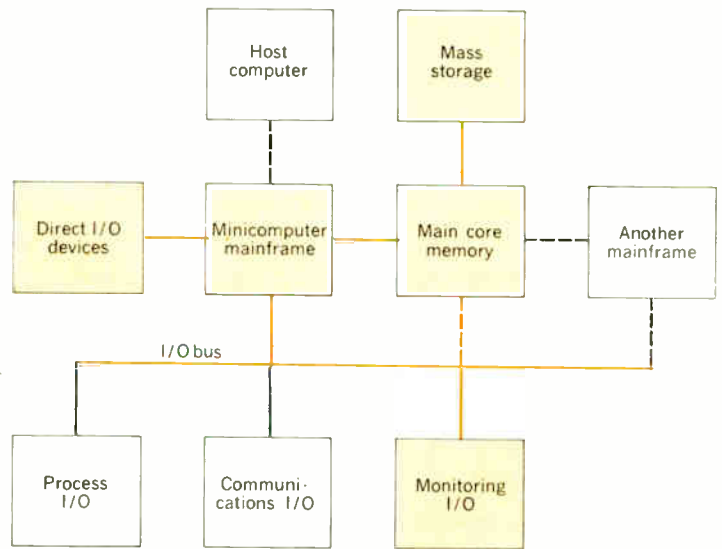 Host
computer
Mass
storage
Direct I/O
devices
Minicomputer
mainframe
Main core
memory
Another
mainframe
I/O bus
Process
I/O
Communi-
cations I/O
Monitoring
I/O